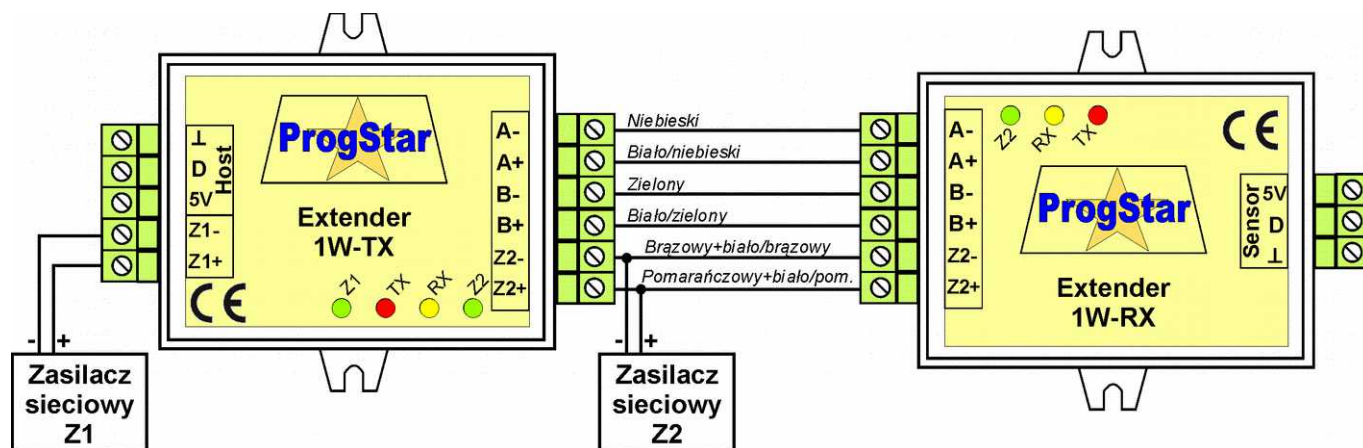 ⊥
D
5V
Host
Z1-
Z1+
ProgStar
Extender
1W-TX
CE
Z1
TX
RX
Z2
A-
A+
B-
B+
Z2-
Z2+
Niebieski
Biało/niebieski
Zielony
Biało/zielony
Brązowy+biało/brązowy
Pomarańczowy+biało/pom.
A-
A+
B-
B+
Z2-
Z2+
Z2
RX
TX
CE
ProgStar
Extender
1W-RX
Sensor
5V
D
⊥
- +
Zasilacz
sieciowy
Z1
- +
Zasilacz
sieciowy
Z2